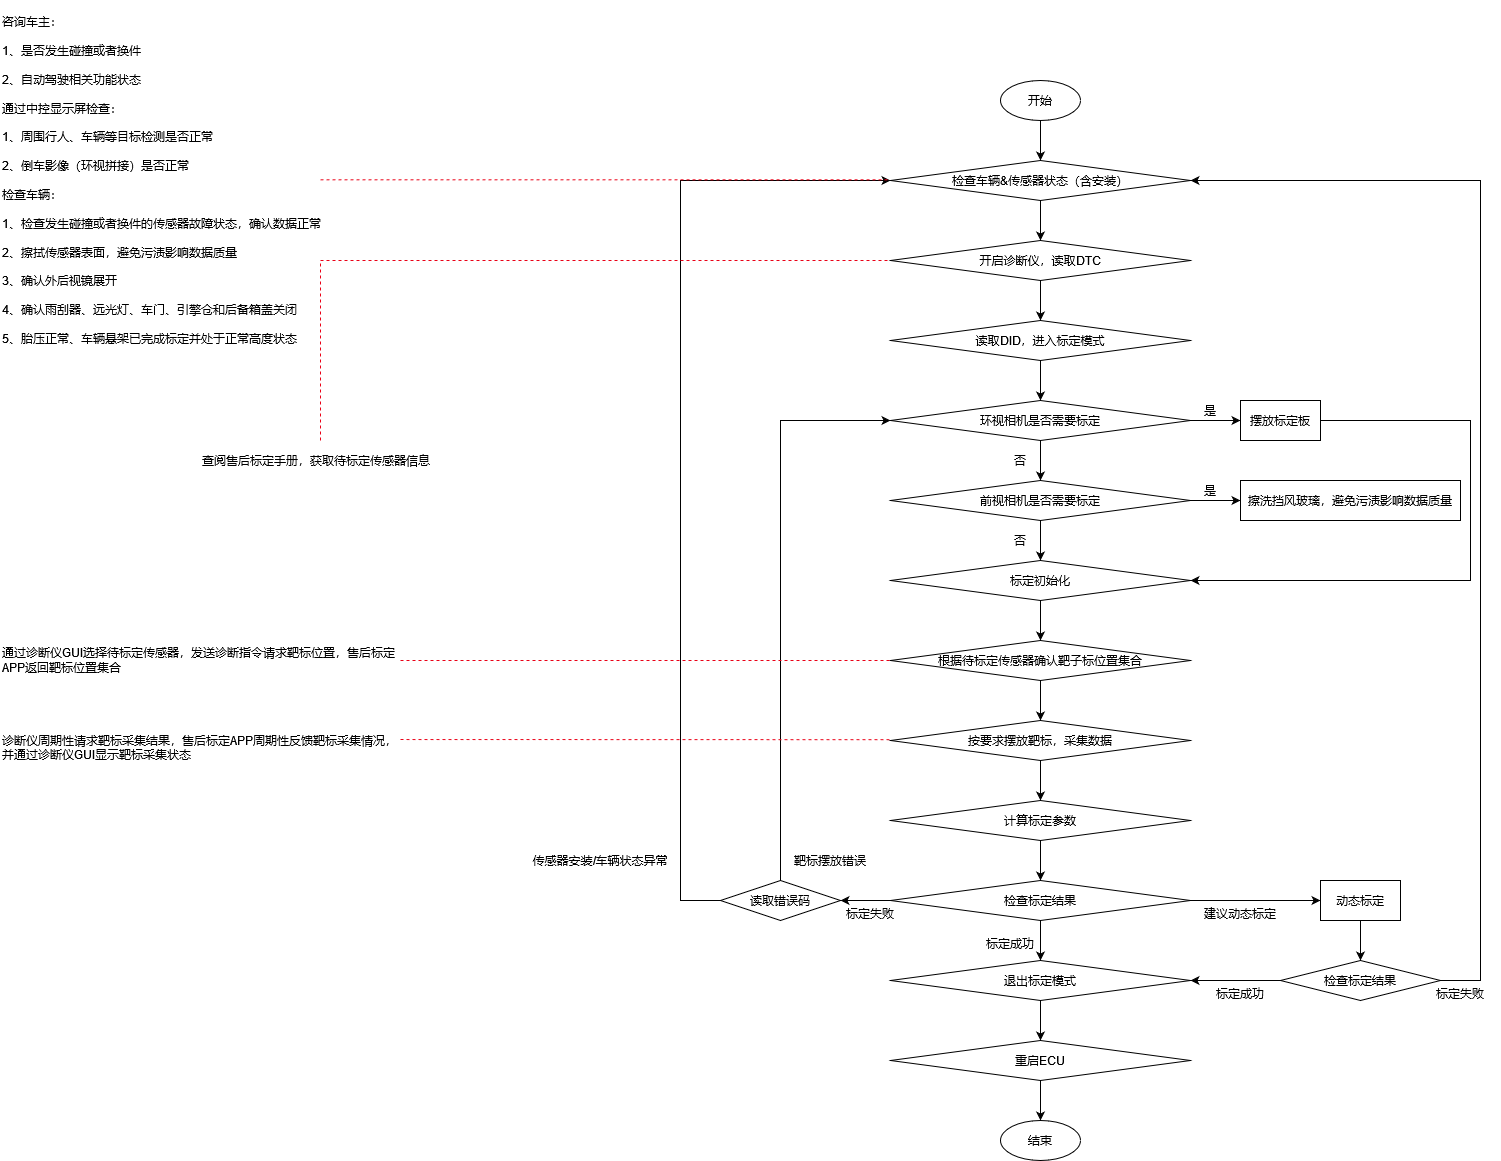 咨询车主：
1、是否发生碰撞或者换件
2、自动驾驶相关功能状态
通过中控显示屏检查：
1、周围行人、车辆等目标检测是否正常
2、倒车影像（环视拼接）是否正常
检查车辆：
1、检查发生碰撞或者换件的传感器故障状态，确认数据正常
2、擦拭传感器表面，避免污渍影响数据质量
3、确认外后视镜展开
4、确认雨刮器、远光灯、车门、引擎仓和后备箱盖关闭
5、胎压正常、车辆悬架已完成标定并处于正常高度状态
开始
检查车辆&传感器状态（含安装）
开启诊断仪，读取DTC
读取DID，进入标定模式
环视相机是否需要标定
是
摆放标定板
否
查阅售后标定手册，获取待标定传感器信息
前视相机是否需要标定
是
擦洗挡风玻璃，避免污渍影响数据质量
否
标定初始化
通过诊断仪GUI选择待标定传感器，发送诊断指令请求靶标位置，售后标定
APP返回靶标位置集合
根据待标定传感器确认靶子标位置集合
诊断仪周期性请求靶标采集结果，售后标定APP周期性反馈靶标采集情况，
并通过诊断仪GUI显示靶标采集状态
按要求摆放靶标，采集数据
计算标定参数
传感器安装/车辆状态异常
靶标摆放错误
读取错误码
标定失败
检查标定结果
建议动态标定
动态标定
标定成功
退出标定模式
标定成功
检查标定结果
标定失败
重启ECU
结束